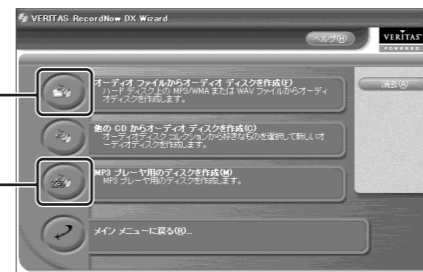 VERITAS RecordNow DX Wizard
ヘルプ(H)
VERITAS
オーディオ ファイルからオーディオ ディスクを作成(F)
ハード ディスク上の MP3/WMA または WAV ファイルからオーディ
オディスクを作成します。
消去(A)
他の CD からオーディオ ディスクを作成(C)
オーディオディスク コレクションから好きなものを選択して新しいオ
ーディオディスクを作成します。
MP3 プレーヤ用のディスクを作成(M)
MP3 プレーヤ用のディスクを作成します。
メイン メニューに戻る(R)...